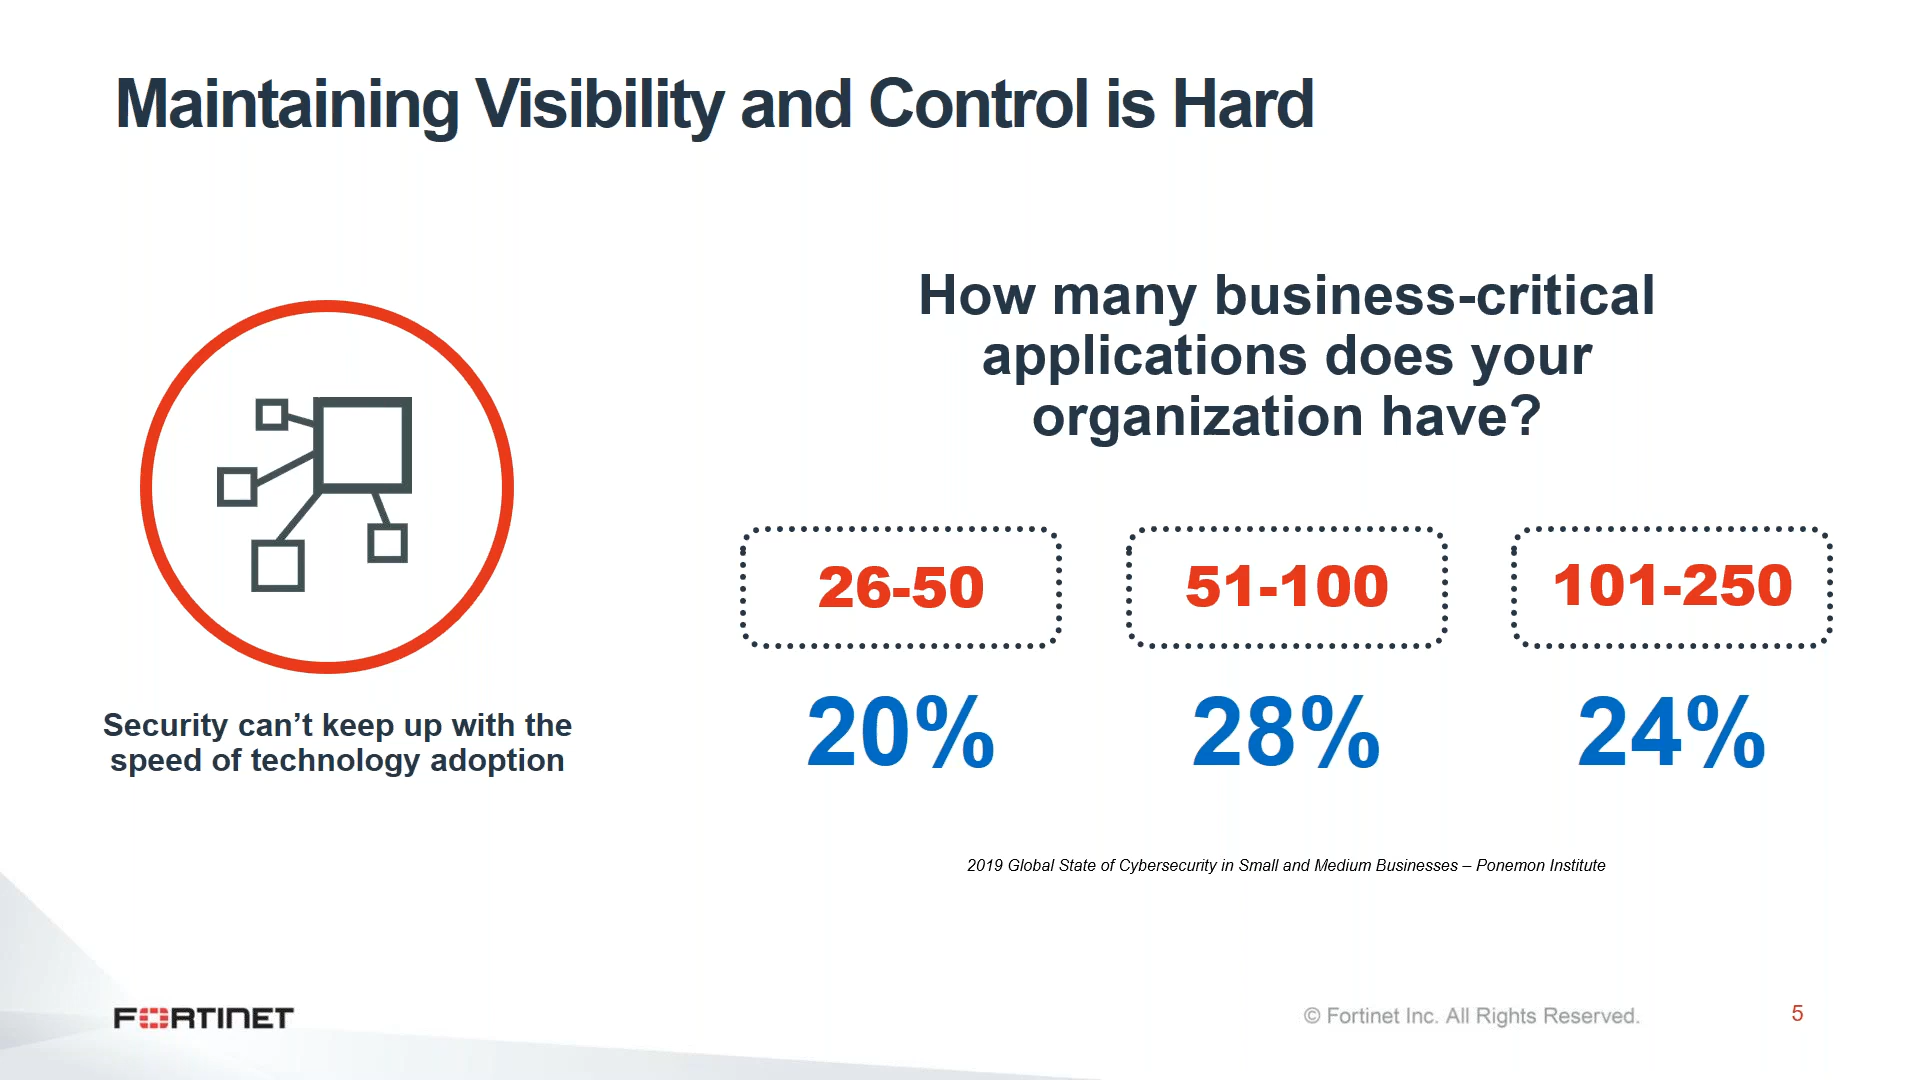 Maintaining Visibility and Control is Hard
How many business-critical
applications does your
organization have?
26-50
51-100
101-250
20%
28%
24%
Security can’t keep up with the
speed of technology adoption
2019 Global State of Cybersecurity in Small and Medium Businesses – Ponemon Institute
FORTINET
© Fortinet Inc. All Rights Reserved.
5